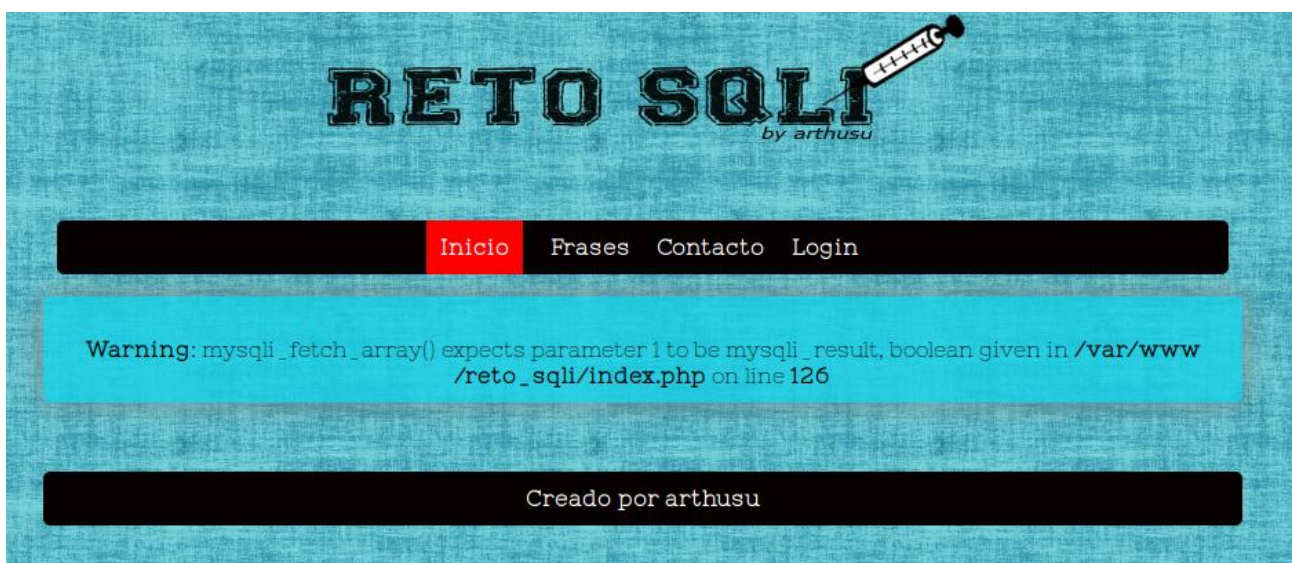 RETO SQLI
by arthusu
Inicio Frases Contacto Login
Warning: mysqli_fetch_array() expects parameter 1 to be mysqli_result, boolean given in /var/www
/reto_sqli/index.php on line 126
Creado por arthusu